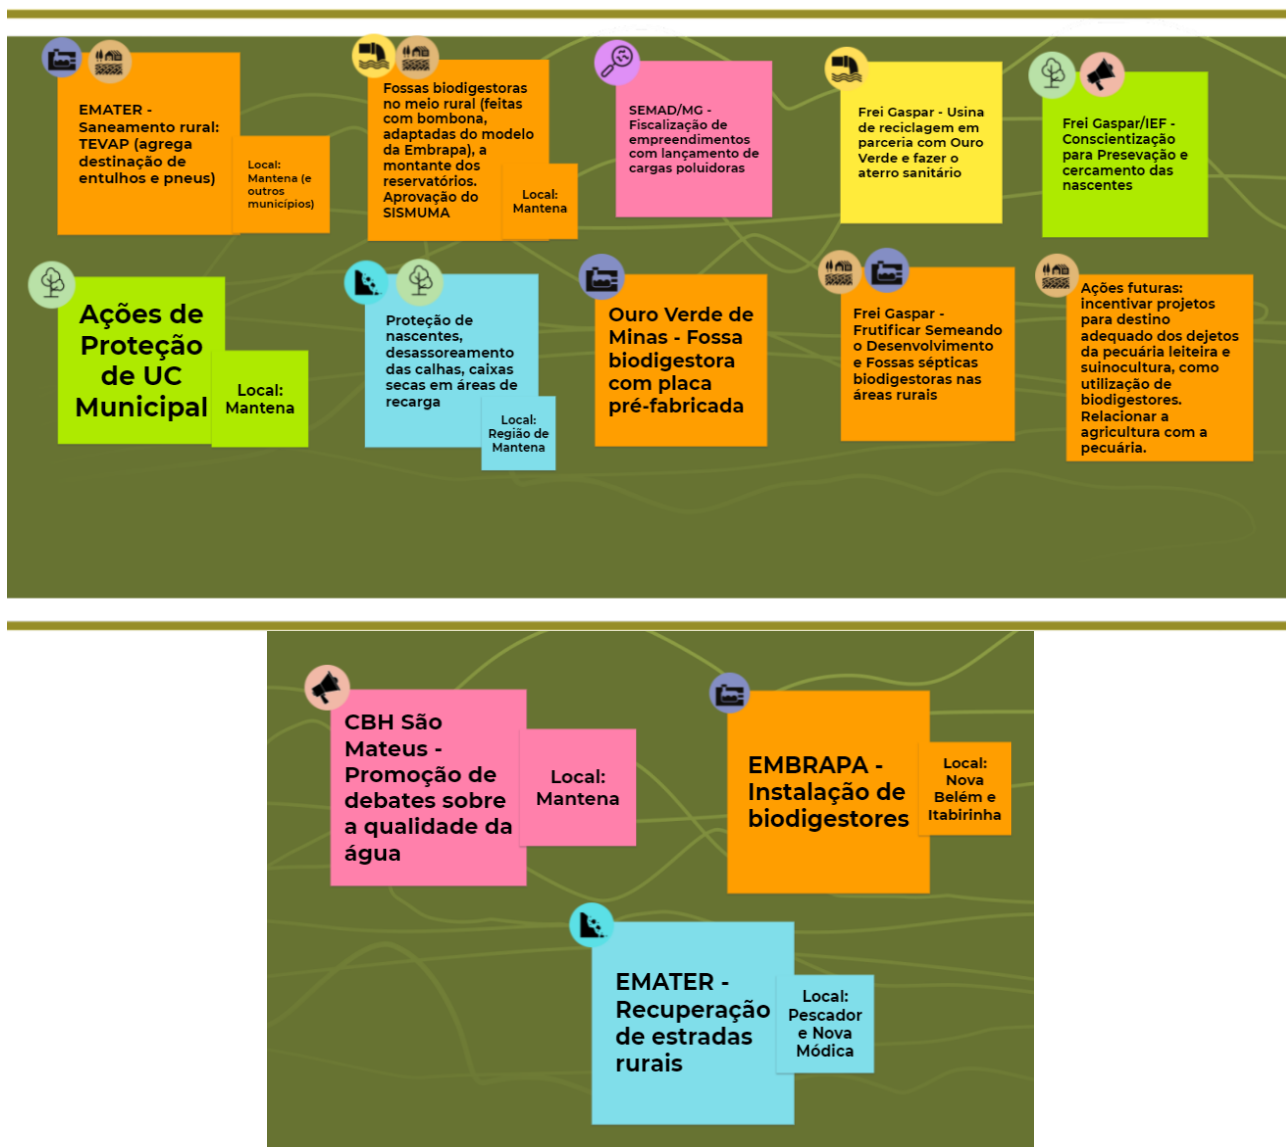 EMATER -
Saneamento rural:
TEVAP (agrega
destinação de
entulhos e pneus)
Local:
Mantena (e
outros
municípios)
Fossas biodigestoras
no meio rural (feitas
com bombona,
adaptadas do modelo
da Embrapa), a
montante dos
reservatórios.
Aprovação do
SISMUMA
Local:
Mantena
SEMAD/MG -
Fiscalização de
empreendimentos
com lançamento de
cargas poluidoras
Frei Gaspar - Usina
de reciclagem em
parceria com Ouro
Verde e fazer o
aterro sanitário
Frei Gaspar/IEF -
Conscientização
para Presevação e
cercamento das
nascentes
Ações de
Proteção
de UC
Municipal
Local:
Mantena
Proteção de
nascentes,
desassoreamento
das calhas, caixas
secas em áreas de
recarga
Local:
Região de
Mantena
Ouro Verde de
Minas - Fossa
biodigestora
com placa
pré-fabricada
Frei Gaspar -
Frutificar Semeando
o Desenvolvimento
e Fossas sépticas
biodigestoras nas
áreas rurais
Ações futuras:
incentivar projetos
para destino
adequado dos dejetos
da pecuária leiteira e
suinocultura, como
utilização de
biodigestores.
Relacionar a
agricultura com a
pecuária.
CBH São
Mateus -
Promoção de
debates sobre
a qualidade da
água
Local:
Mantena
EMBRAPA -
Instalação de
biodigestores
Local:
Nova
Belém e
Itabirinha
EMATER -
Recuperação
de estradas
rurais
Local:
Pescador
e Nova
Módica